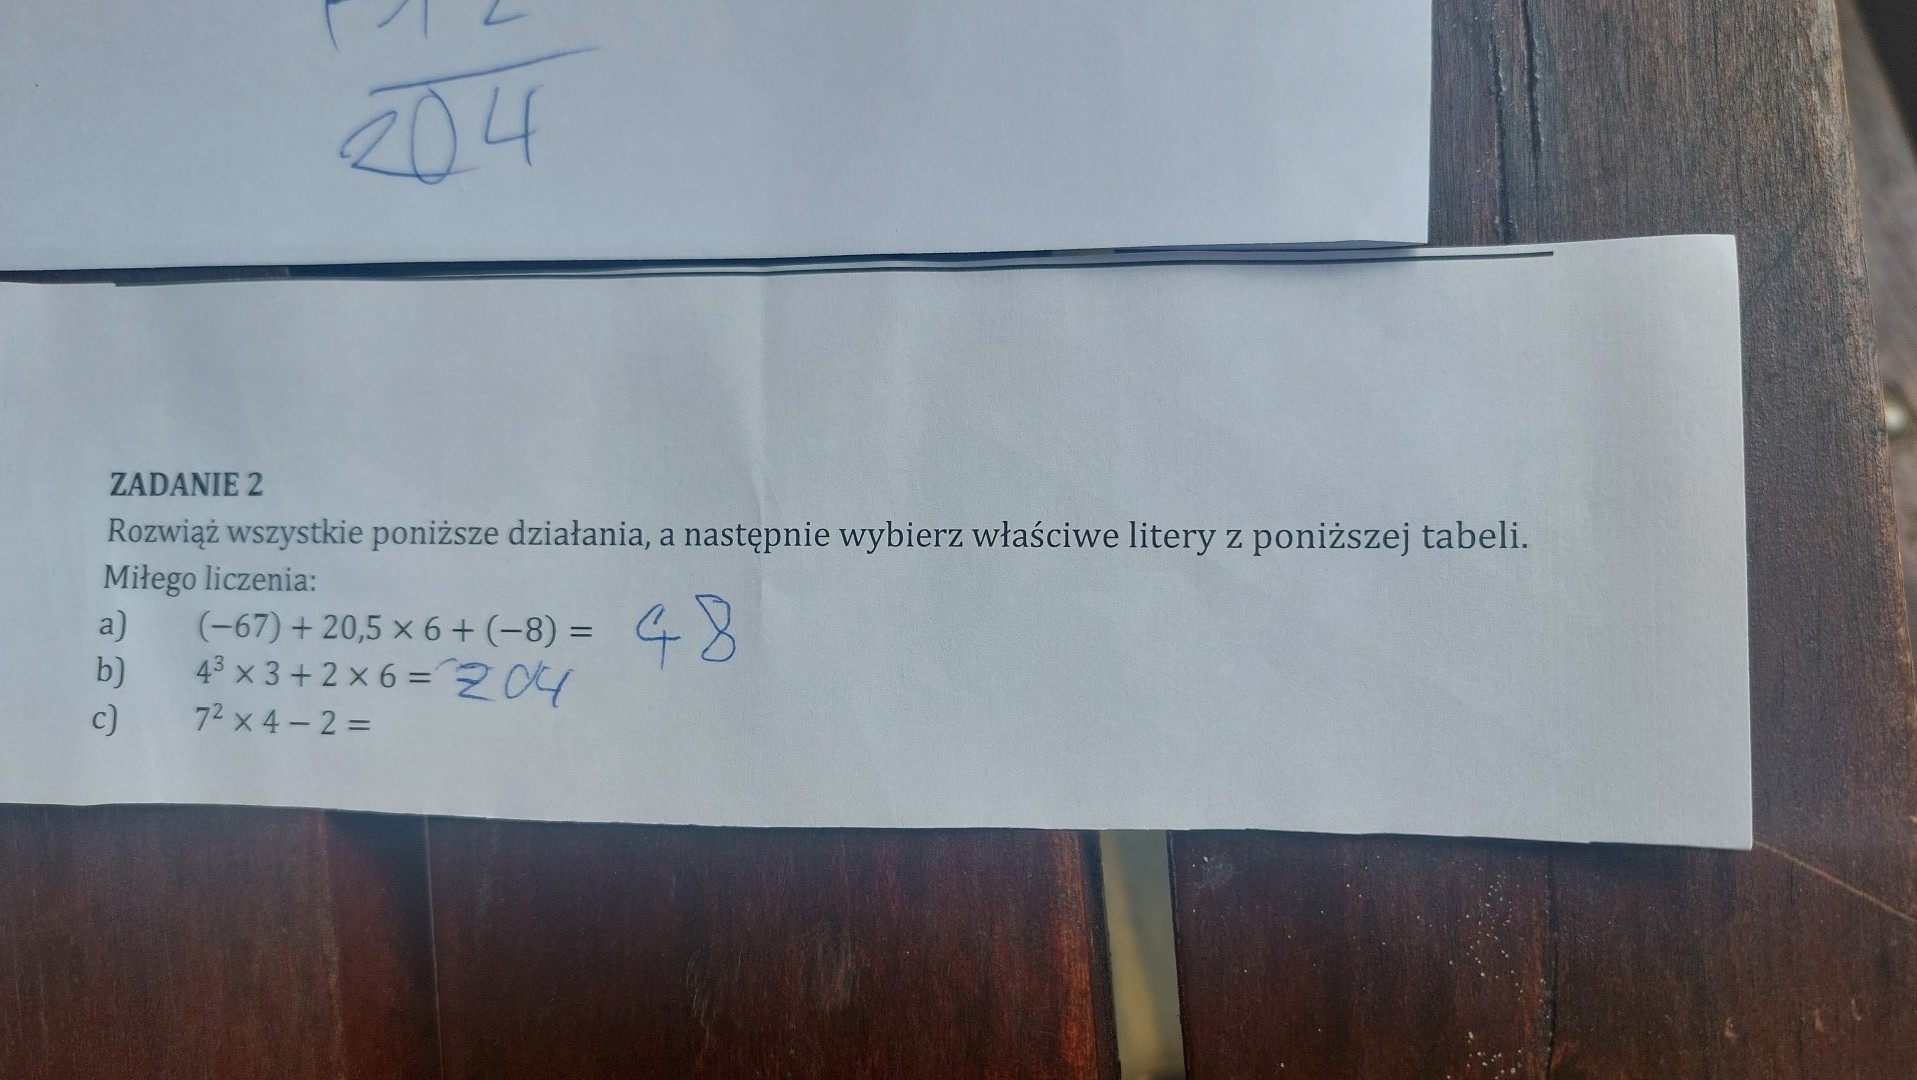 204
ZADANIE 2
Rozwiąż wszystkie poniższe działania, a następnie wybierz właściwe litery z poniższej tabeli.
Miłego liczenia:
a) (−67) + 20,5 × 6 + (−8) = 48
b) 4³ × 3 + 2 × 6 = 204
c) 7² × 4 − 2 =